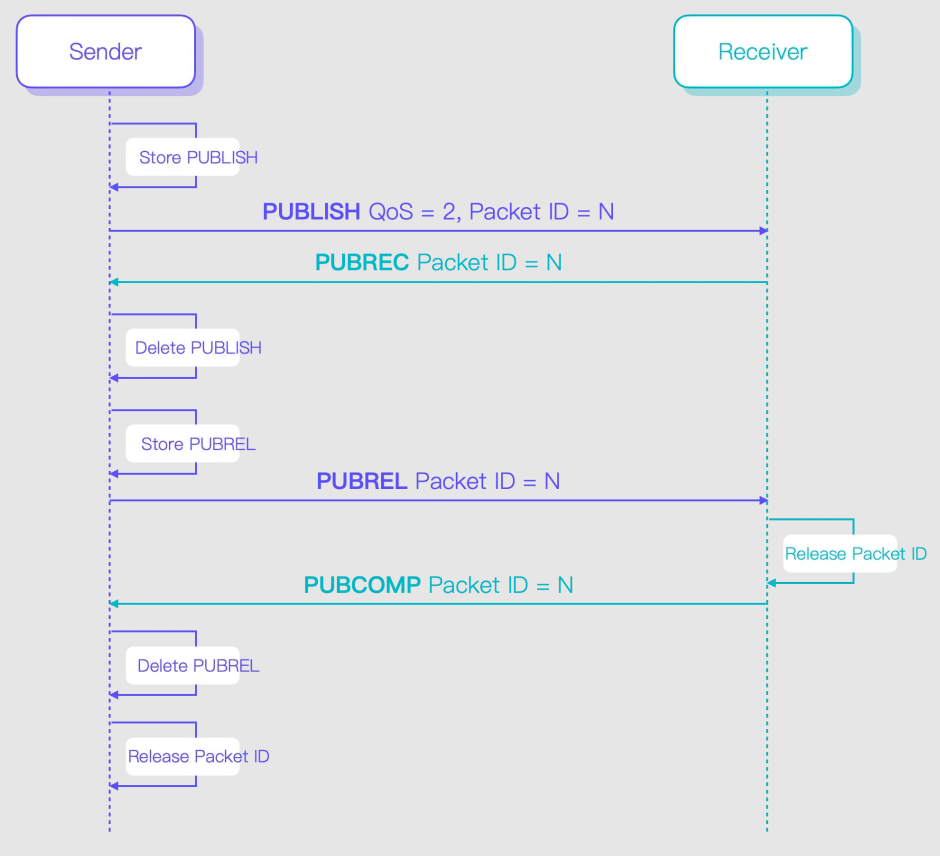 Sender
Receiver
Store PUBLISH
PUBLISH QoS = 2, Packet ID = N
PUBREC Packet ID = N
Delete PUBLISH
Store PUBREL
PUBREL Packet ID = N
Release Packet ID
PUBCOMP Packet ID = N
Delete PUBREL
Release Packet ID